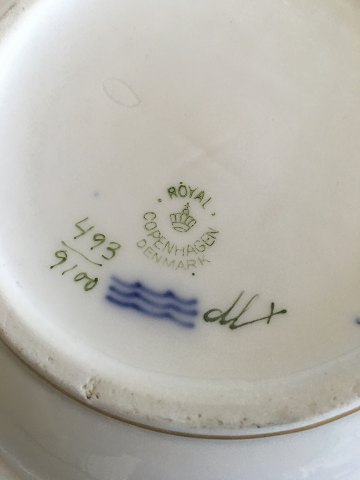 ROYAL
COPENHAGEN
DENMARK
493
9100